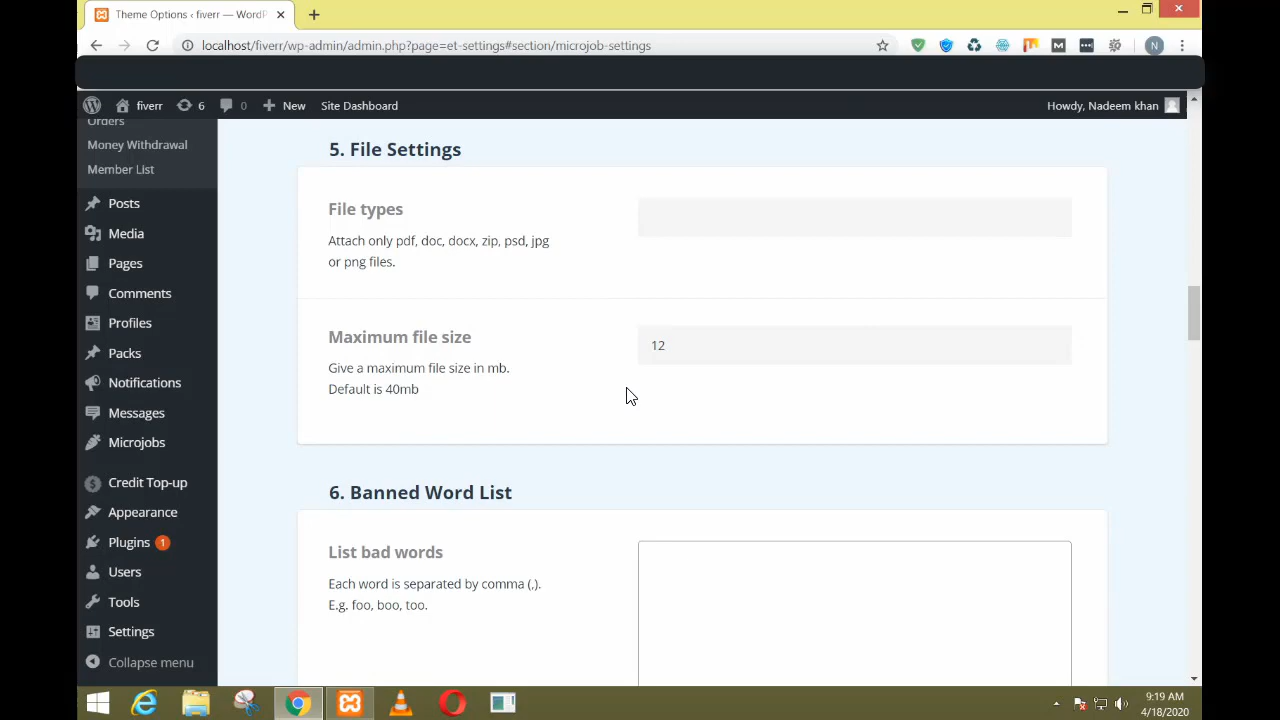 Theme Options ‹ fiverr — WordP
localhost/fiverr/wp-admin/admin.php?page=et-settings#section/microjob-settings
N
fiverr 6 0 New Site Dashboard Howdy, Nadeem khan
Orders
Money Withdrawal
Member List
Posts
Media
Pages
Comments
Profiles
Packs
Notifications
Messages
Microjobs
Credit Top-up
Appearance
Plugins 1
Users
Tools
Settings
Collapse menu
5. File Settings
File types
Attach only pdf, doc, docx, zip, psd, jpg
or png files.
Maximum file size
12
Give a maximum file size in mb.
Default is 40mb
6. Banned Word List
List bad words
Each word is separated by comma (,).
E.g. foo, boo, too.
9:19 AM
4/18/2020